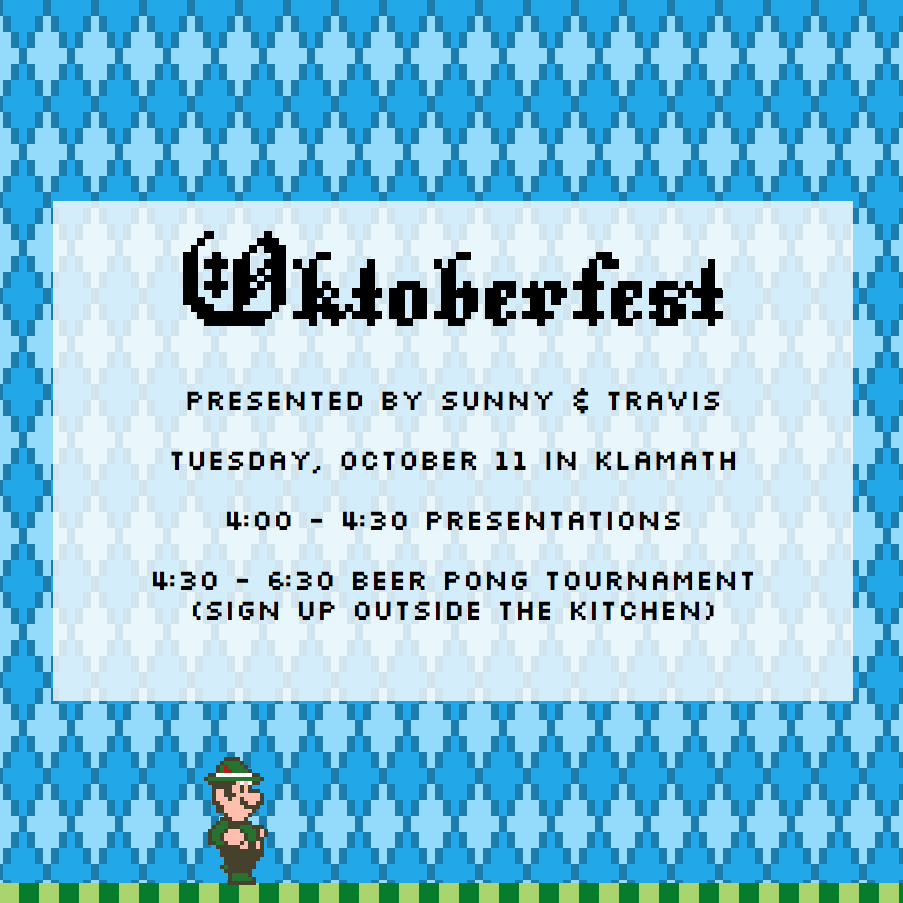 Oktoberfest
PRESENTED BY SUNNY & TRAVIS
TUESDAY, OCTOBER 11 IN KLAMATH
4:00 - 4:30 PRESENTATIONS
4:30 - 6:30 BEER PONG TOURNAMENT
(SIGN UP OUTSIDE THE KITCHEN)